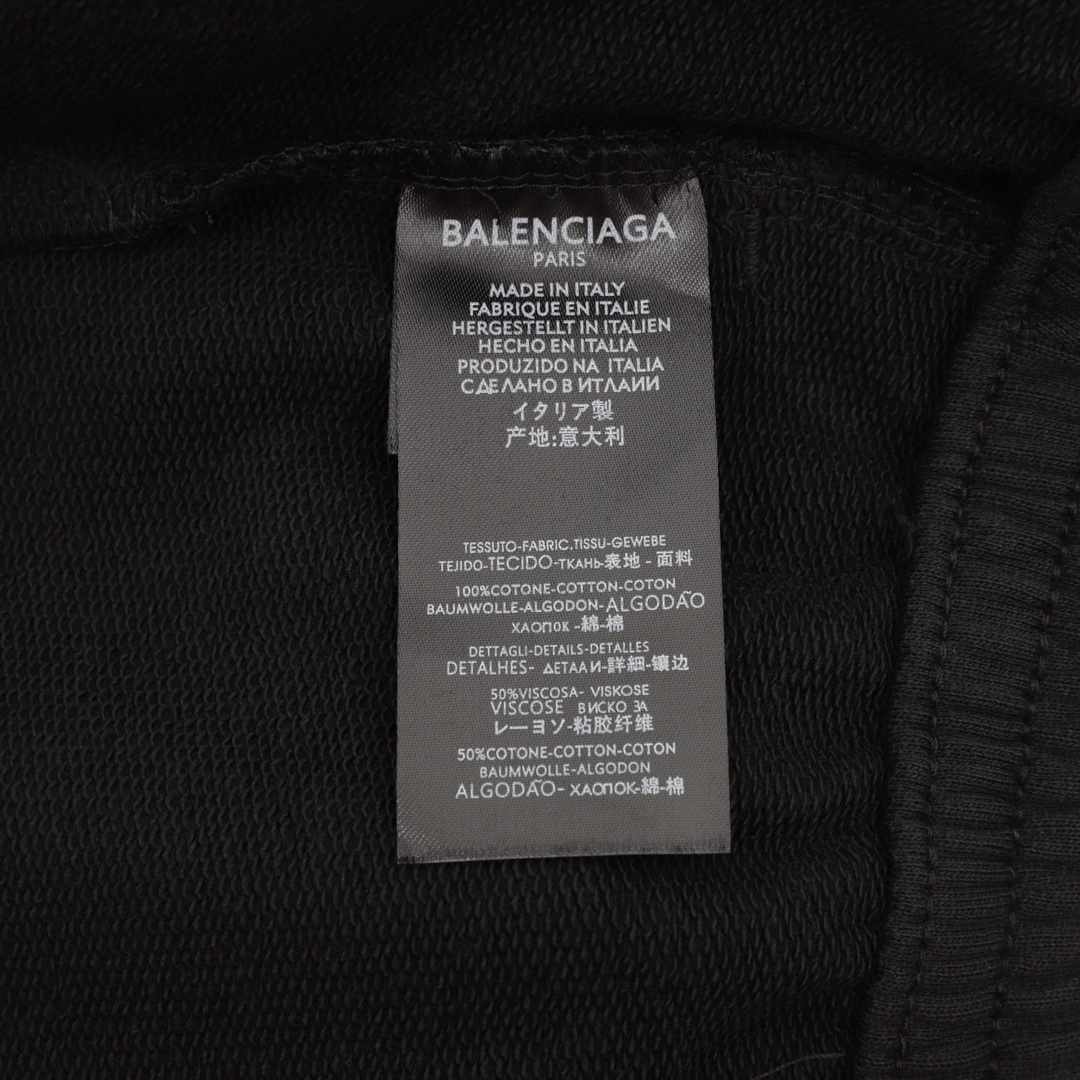 BALENCIAGA
PARIS
MADE IN ITALY
FABRIQUE EN ITALIE
HERGESTELLT IN ITALIEN
HECHO EN ITALIA
PRODUZIDO NA ITALIA
СДЕЛАНО В ИТЛАИИ
イタリア製
产地:意大利
TESSUTO-FABRIC.TISSU-GEWEBE
TEJIDO-TECIDO-ТКАНЬ-表地 - 面料
100%COTONE-COTTON-COTON
BAUMWOLLE-ALGODON-ALGODÃO
ХАОПОК -綿-棉
DETTAGLI-DETAILS-DETALLES
DETALHES- ДЕТАА И-詳細-镶边
50%VISCOSA- VISKOSE
VISCOSE ВИСКО ЗА
レーヨソ-粘胶纤维
50%COTONE-COTTON-COTON
BAUMWOLLE-ALGODON
ALGODÃO- ХАОПОК-綿-棉